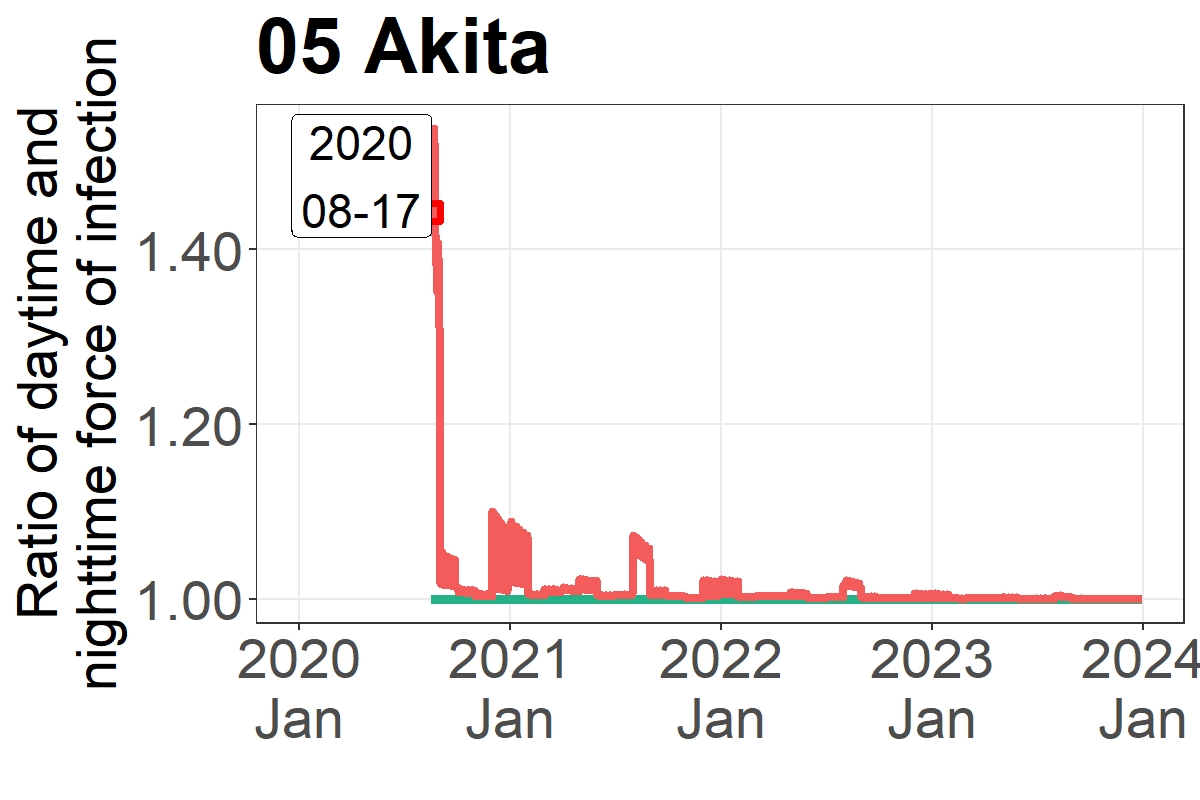 05 Akita
Ratio of daytime and
nighttime force of infection
2020
08-17
1.40
1.20
1.00
2020 2021 2022 2023 2024
Jan Jan Jan Jan Jan